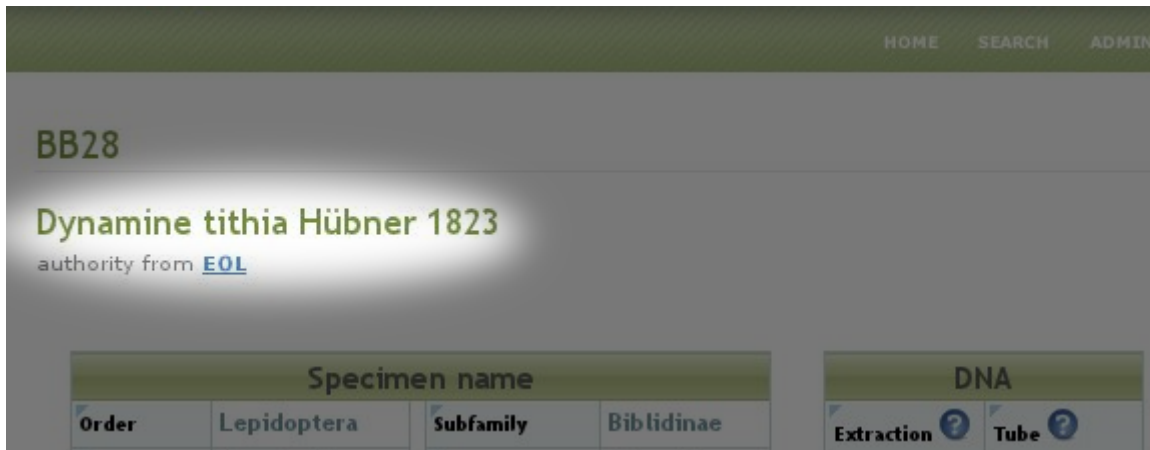 HOME SEARCH ADMIN
BB28
Dynamine tithia Hübner 1823
authority from EOL
Specimen name DNA
Order Lepidoptera Subfamily Biblidinae Extraction ? Tube ?